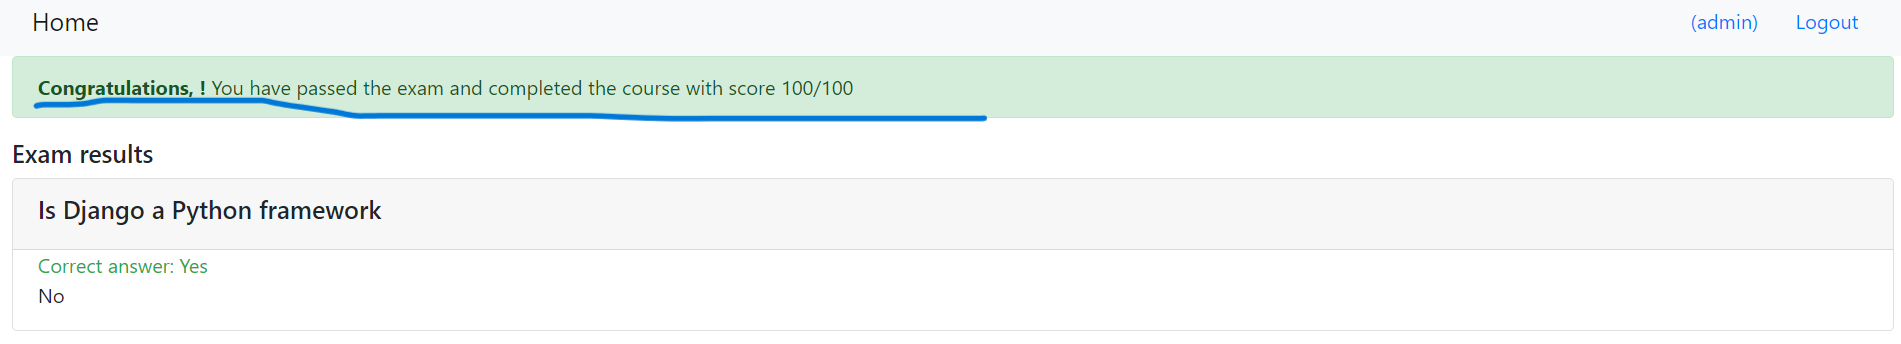 Home (admin) Logout
Congratulations, ! You have passed the exam and completed the course with score 100/100
Exam results
Is Django a Python framework
Correct answer: Yes
No